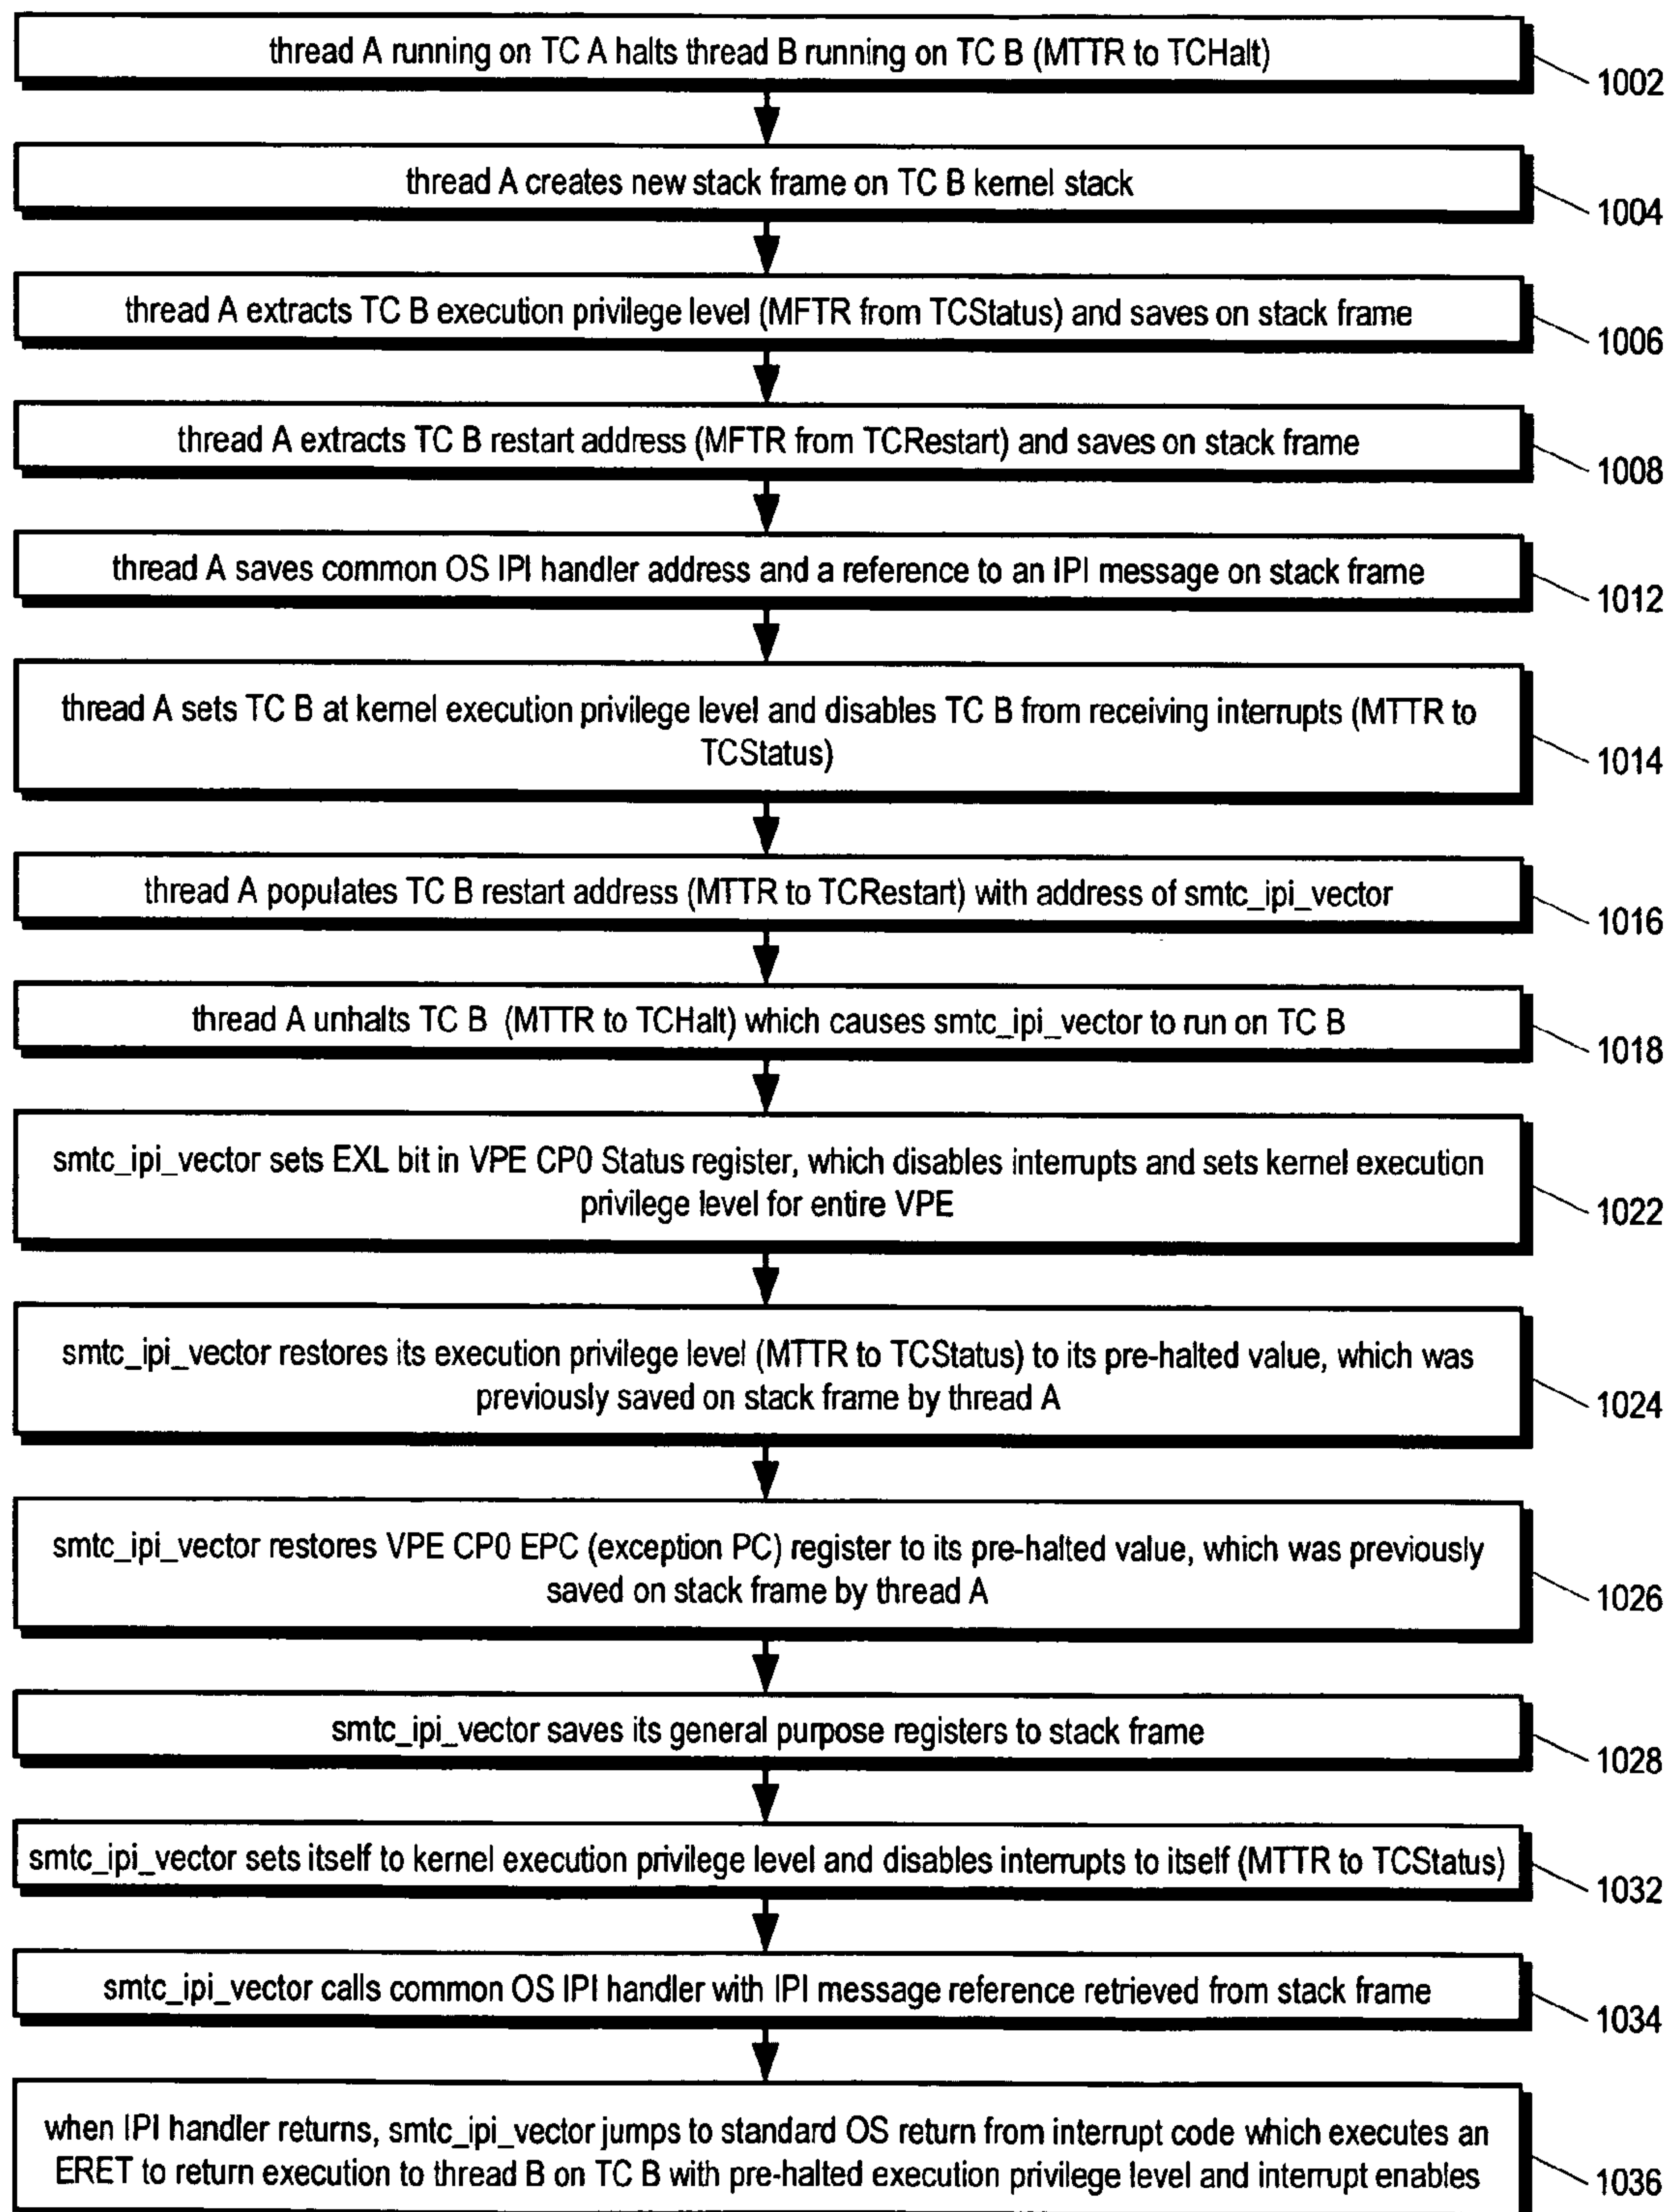 thread A running on TC A halts thread B running on TC B (MTTR to TCHalt)
1002
thread A creates new stack frame on TC B kernel stack
1004
thread A extracts TC B execution privilege level (MFTR from TCStatus) and saves on stack frame
1006
thread A extracts TC B restart address (MFTR from TCRestart) and saves on stack frame
1008
thread A saves common OS IPI handler address and a reference to an IPI message on stack frame
1012
thread A sets TC B at kernel execution privilege level and disables TC B from receiving interrupts (MTTR to
TCStatus)
1014
thread A populates TC B restart address (MTTR to TCRestart) with address of smtc_ipi_vector
1016
thread A unhalts TC B (MTTR to TCHalt) which causes smtc_ipi_vector to run on TC B
1018
smtc_ipi_vector sets EXL bit in VPE CP0 Status register, which disables interrupts and sets kernel execution
privilege level for entire VPE
1022
smtc_ipi_vector restores its execution privilege level (MTTR to TCStatus) to its pre-halted value, which was
previously saved on stack frame by thread A
1024
smtc_ipi_vector restores VPE CP0 EPC (exception PC) register to its pre-halted value, which was previously
saved on stack frame by thread A
1026
smtc_ipi_vector saves its general purpose registers to stack frame
1028
smtc_ipi_vector sets itself to kernel execution privilege level and disables interrupts to itself (MTTR to TCStatus)
1032
smtc_ipi_vector calls common OS IPI handler with IPI message reference retrieved from stack frame
1034
when IPI handler returns, smtc_ipi_vector jumps to standard OS return from interrupt code which executes an
ERET to return execution to thread B on TC B with pre-halted execution privilege level and interrupt enables
1036